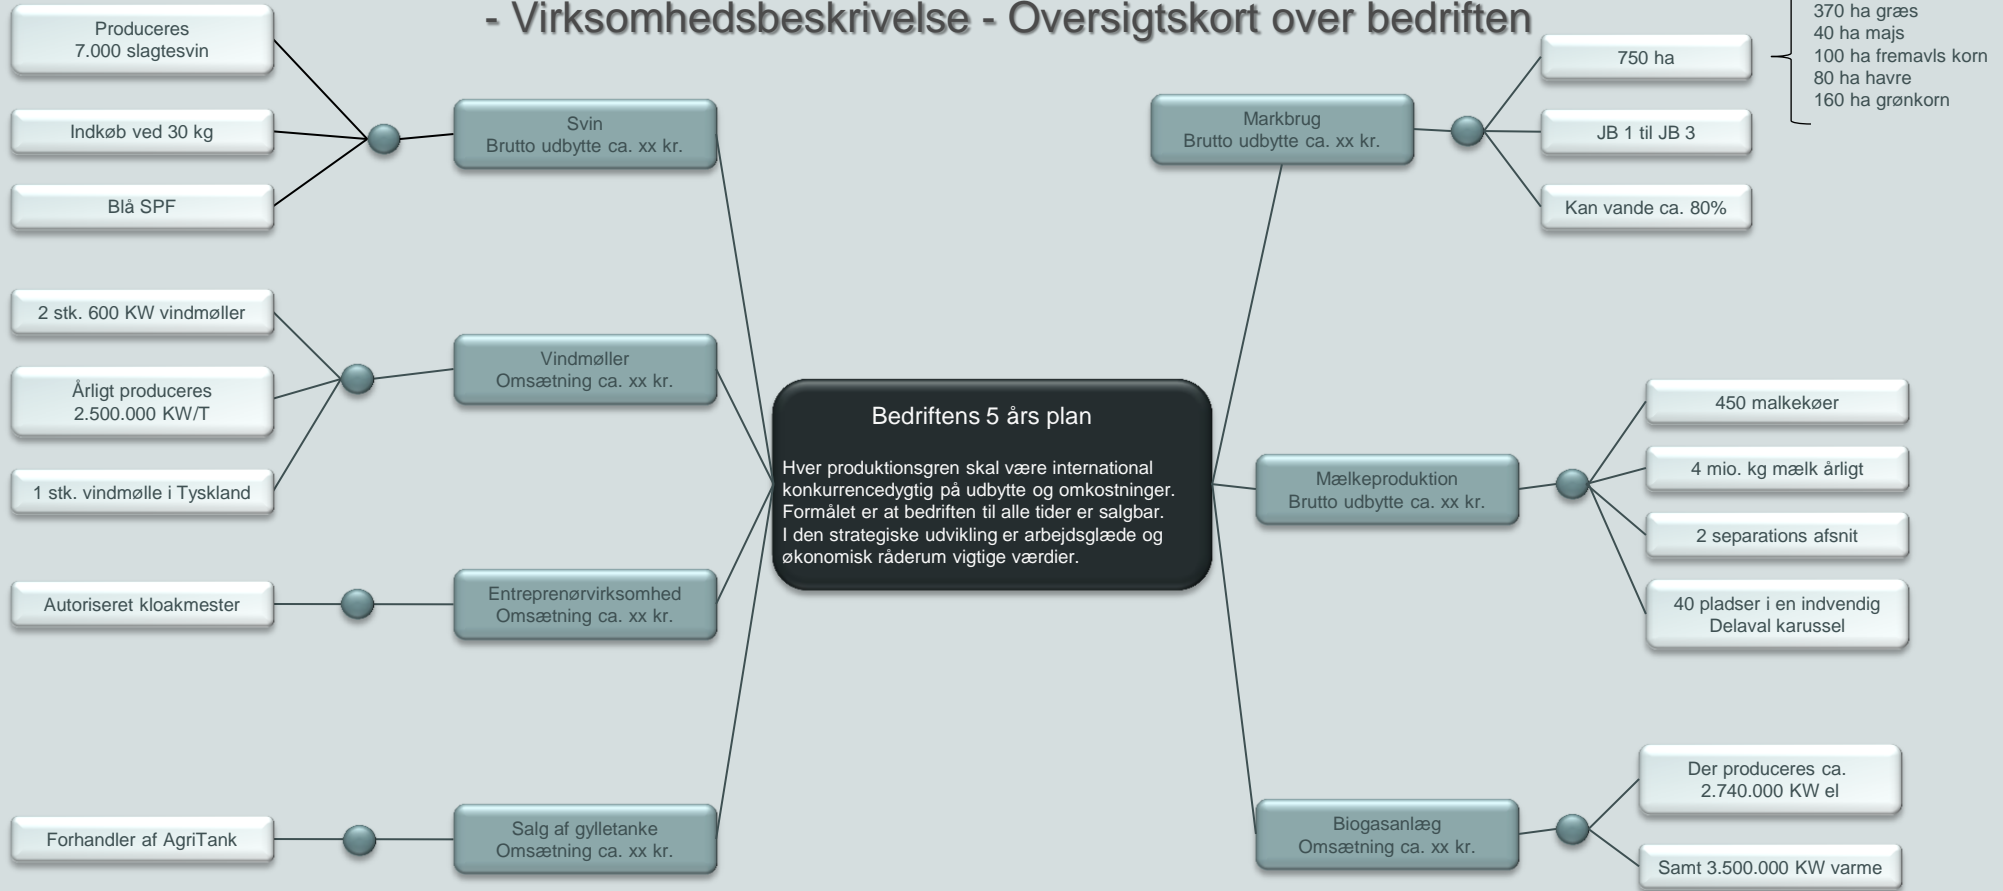 - Virksomhedsbeskrivelse - Oversigtskort over bedriften
Produceres
7.000 slagtesvin
Indkøb ved 30 kg
Blå SPF
Svin
Brutto udbytte ca. xx kr.
2 stk. 600 KW vindmøller
Årligt produceres
2.500.000 KW/T
1 stk. vindmølle i Tyskland
Vindmøller
Omsætning ca. xx kr.
Autoriseret kloakmester
Entreprenørvirksomhed
Omsætning ca. xx kr.
Forhandler af AgriTank
Salg af gylletanke
Omsætning ca. xx kr.
Bedriftens 5 års plan
Hver produktionsgren skal være international
konkurrencedygtig på udbytte og omkostninger.
Formålet er at bedriften til alle tider er salgbar.
I den strategiske udvikling er arbejdsglæde og
økonomisk råderum vigtige værdier.
Markbrug
Brutto udbytte ca. xx kr.
750 ha
JB 1 til JB 3
Kan vande ca. 80%
370 ha græs
40 ha majs
100 ha fremavls korn
80 ha havre
160 ha grønkorn
Mælkeproduktion
Brutto udbytte ca. xx kr.
450 malkekøer
4 mio. kg mælk årligt
2 separations afsnit
40 pladser i en indvendig
Delaval karussel
Biogasanlæg
Omsætning ca. xx kr.
Der produceres ca.
2.740.000 KW el
Samt 3.500.000 KW varme